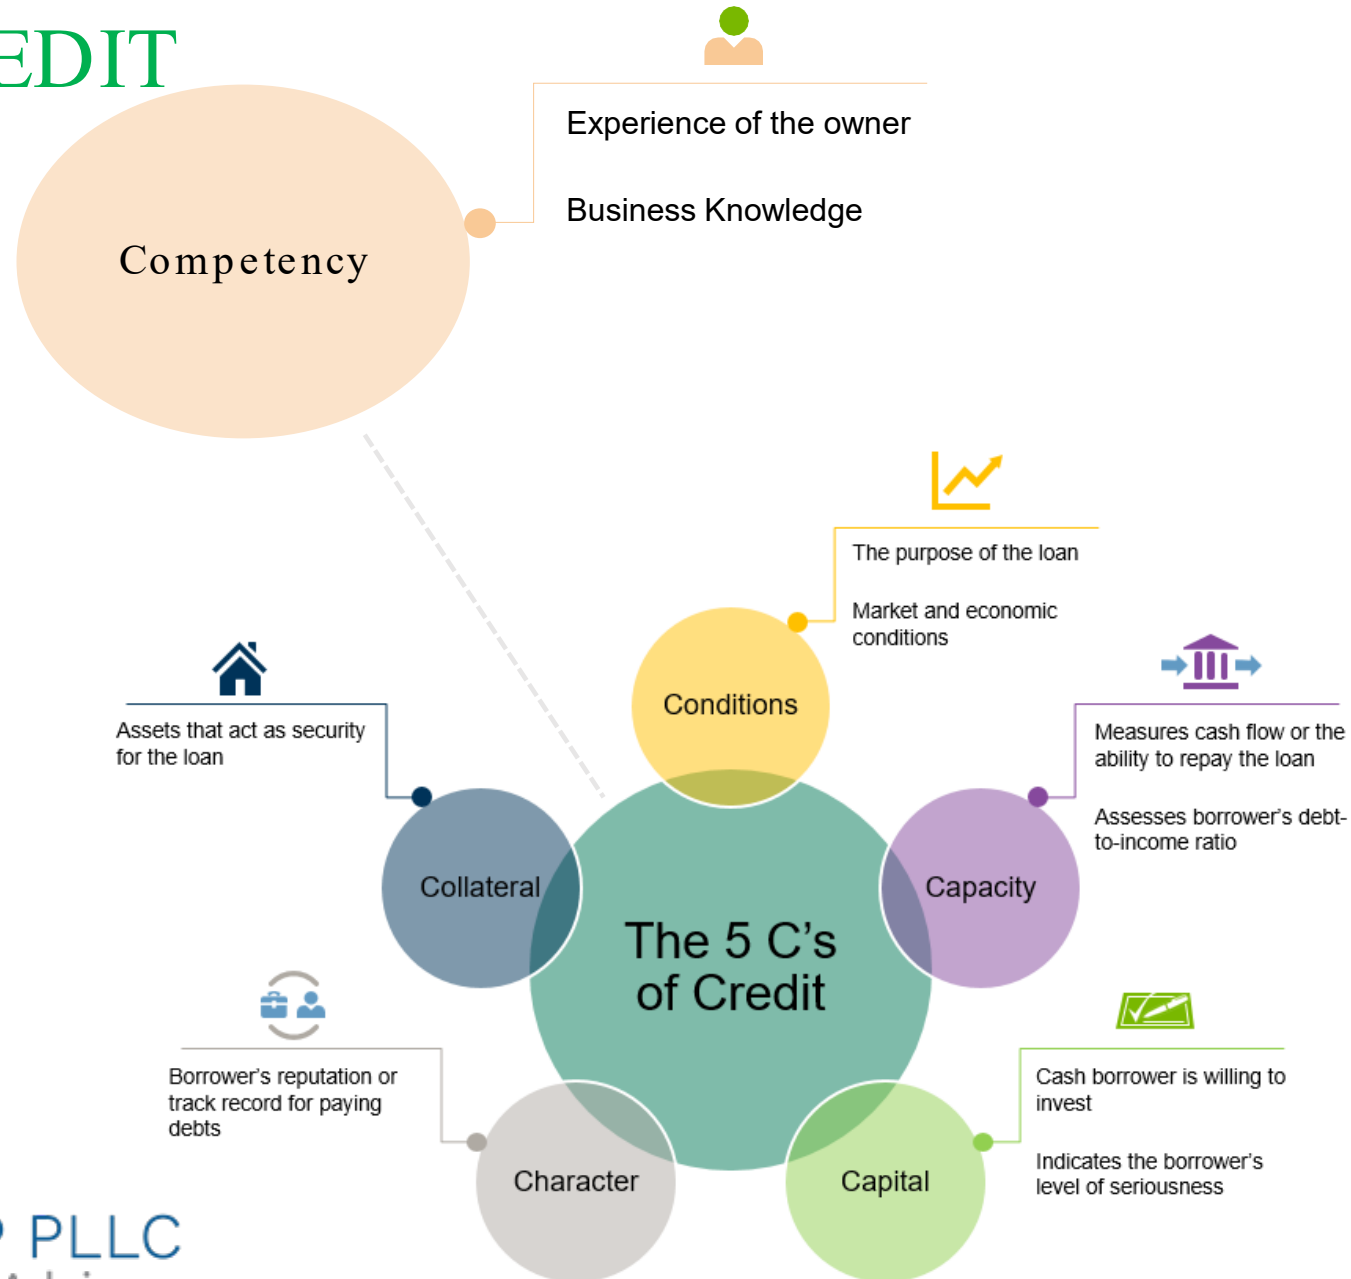 EDIT
Experience of the owner
Business Knowledge
Competency
The purpose of the loan
Market and economic
conditions
Conditions
Assets that act as security
for the loan
Collateral
Measures cash flow or the
ability to repay the loan
Assesses borrower’s debt-
to-income ratio
Capacity
The 5 C’s
of Credit
Borrower’s reputation or
track record for paying
debts
Character
Cash borrower is willing to
invest
Indicates the borrower’s
level of seriousness
Capital
PLLC